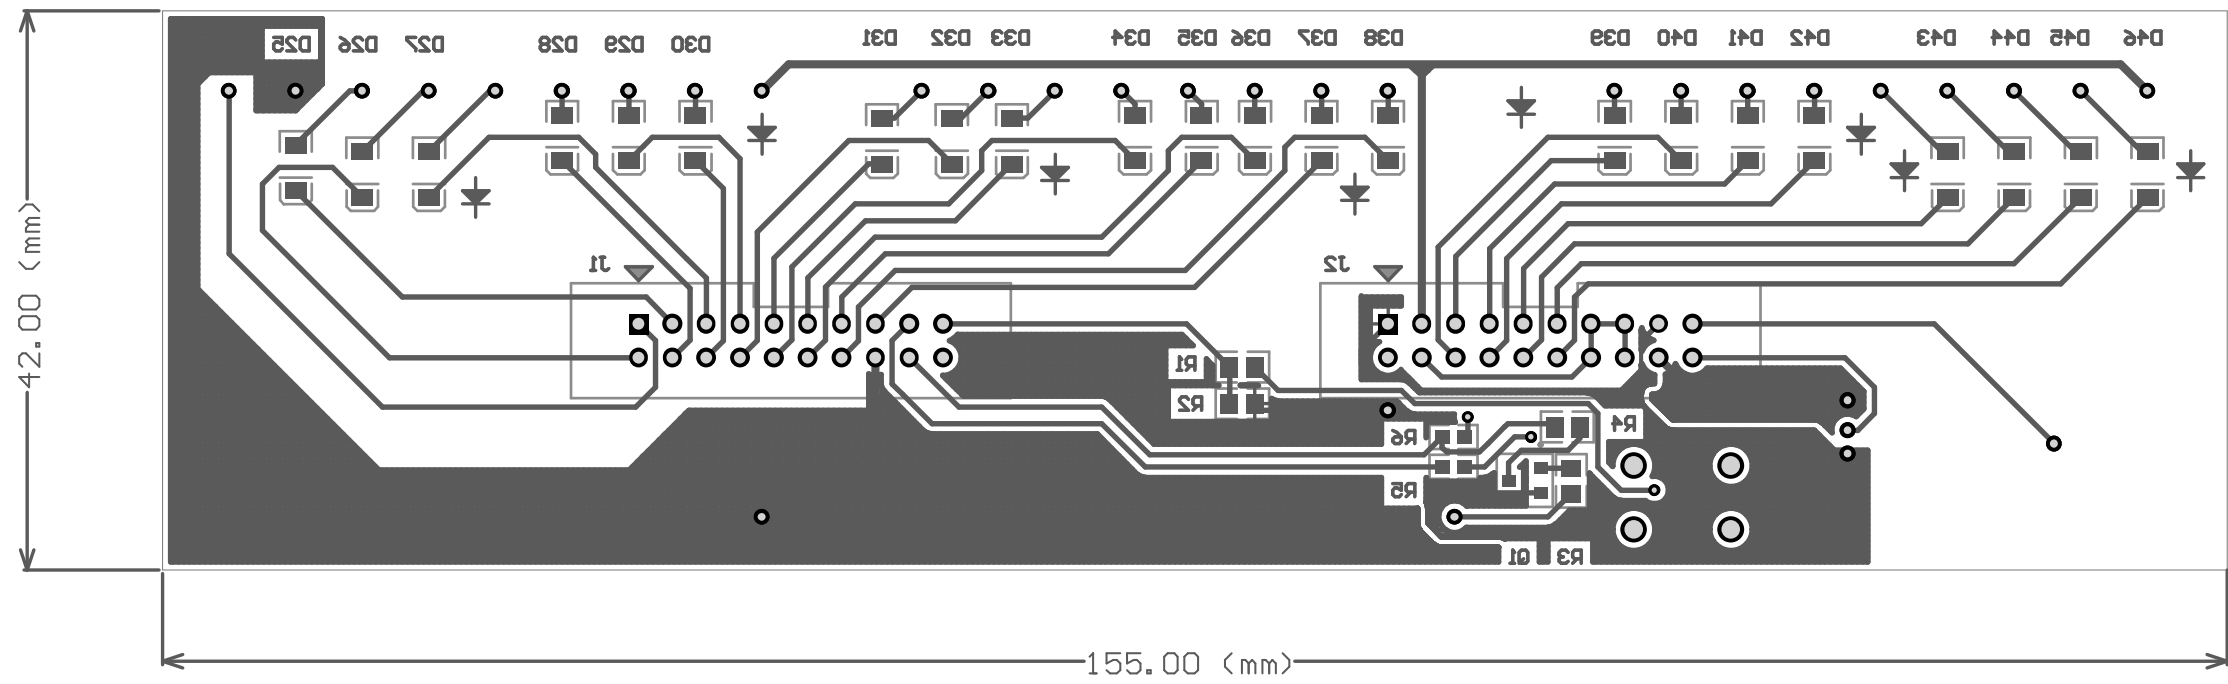 D25 D26 D27 D28 D29 D30 D31 D32 D33 D34 D35 D36 D37 D38 D39 D40 D41 D42 D43 D44 D45 D46
J1 J2
R1
R2
R6 R4
R5
Q1 R3
42.00 (mm)
155.00 (mm)